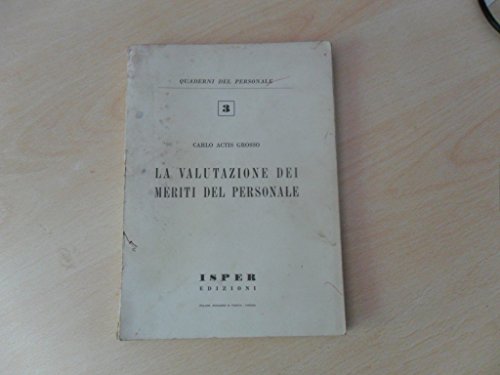 QUADERNI DEL PERSONALE
3
CARLO ACTIS GROSSO
LA VALUTAZIONE DEI
MERITI DEL PERSONALE
ISPER
EDIZIONI